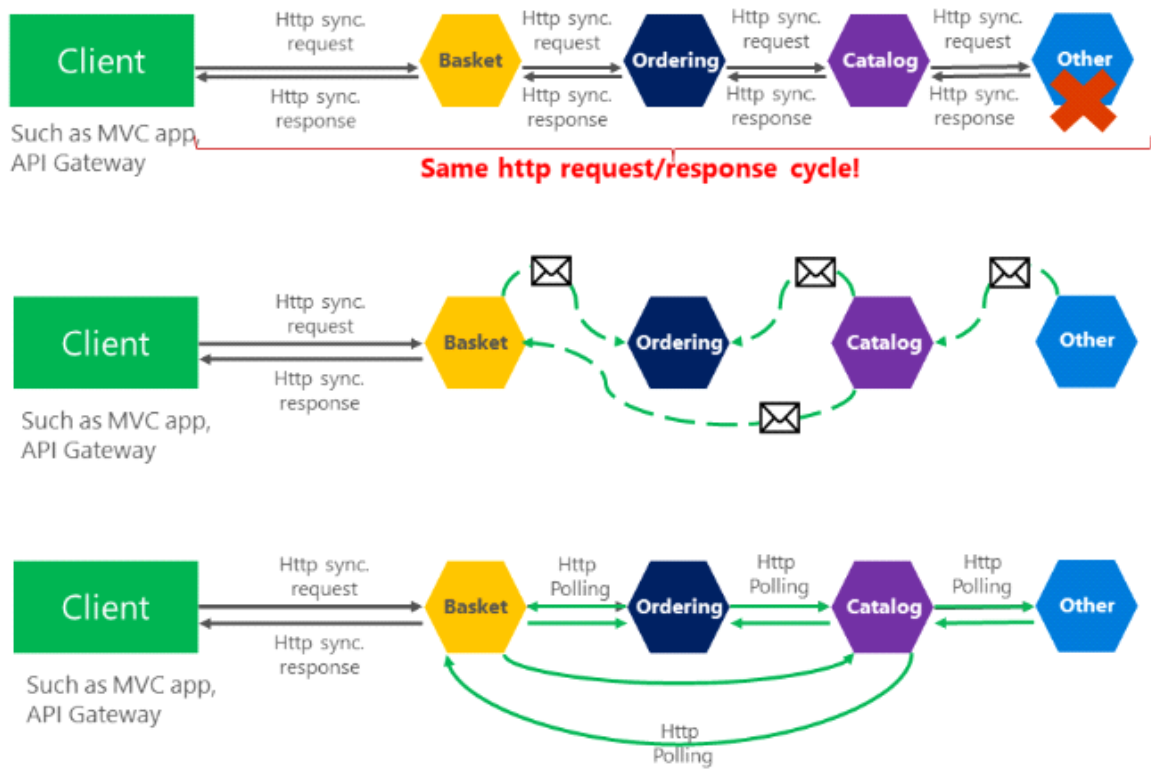 Client
Http sync.
request
Http sync.
response
Basket
Http sync.
request
Http sync.
response
Ordering
Http sync.
request
Http sync.
response
Catalog
Http sync.
request
Http sync.
response
Other
Such as MVC app,
API Gateway
Same http request/response cycle!
Client
Http sync.
request
Http sync.
response
Basket
Ordering
Catalog
Other
Such as MVC app,
API Gateway
Client
Http sync.
request
Http sync.
response
Basket
Http
Polling
Ordering
Http
Polling
Catalog
Http
Polling
Other
Such as MVC app,
API Gateway
Http
Polling